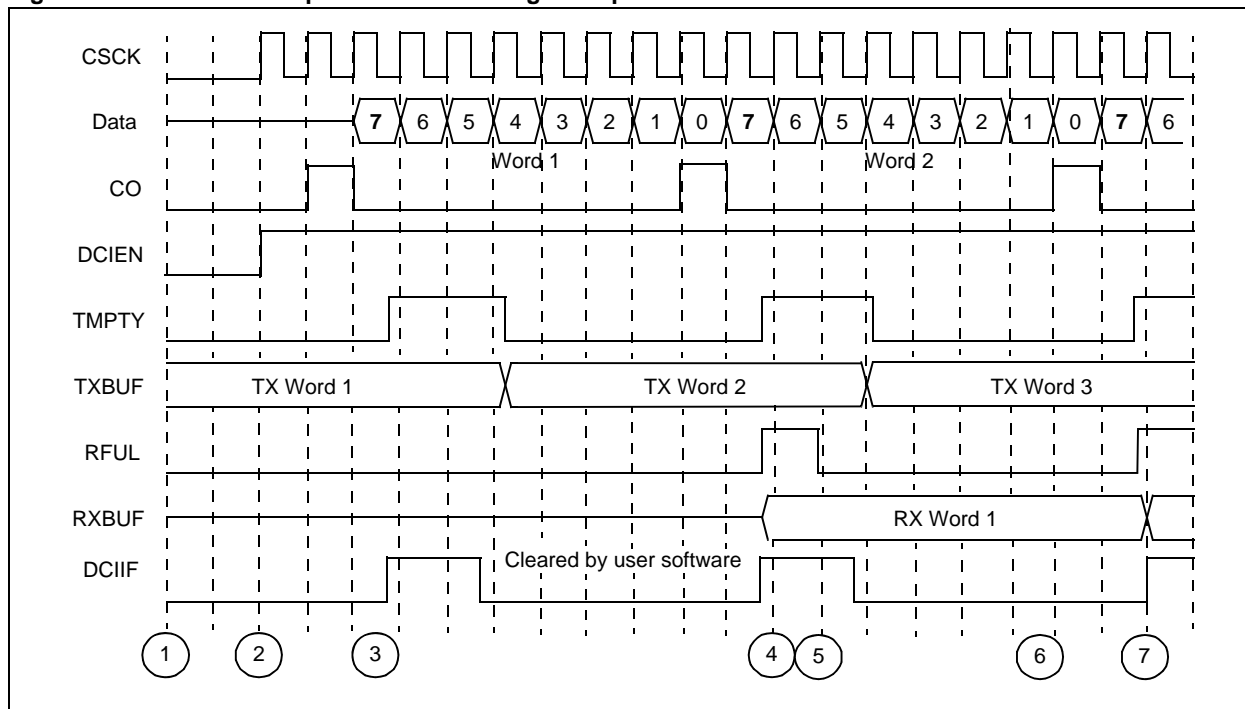 CSCK
Data
7 6 5 4 3 2 1 0 7 6 5 4 3 2 1 0 7 6
Word 1 Word 2
CO
DCIEN
TMPTY
TXBUF TX Word 1 TX Word 2 TX Word 3
RFUL
RXBUF RX Word 1
DCIIF Cleared by user software
1 2 3 4 5 6 7